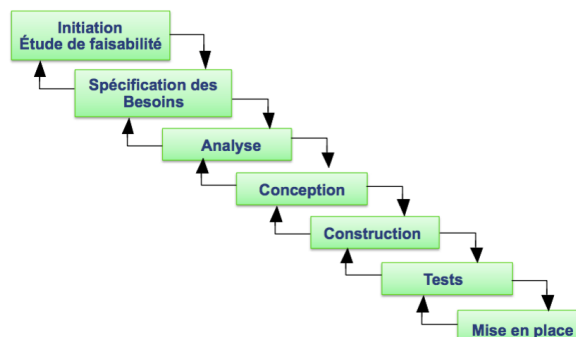 Initiation
Étude de faisabilité
Spécification des
Besoins
Analyse
Conception
Construction
Tests
Mise en place